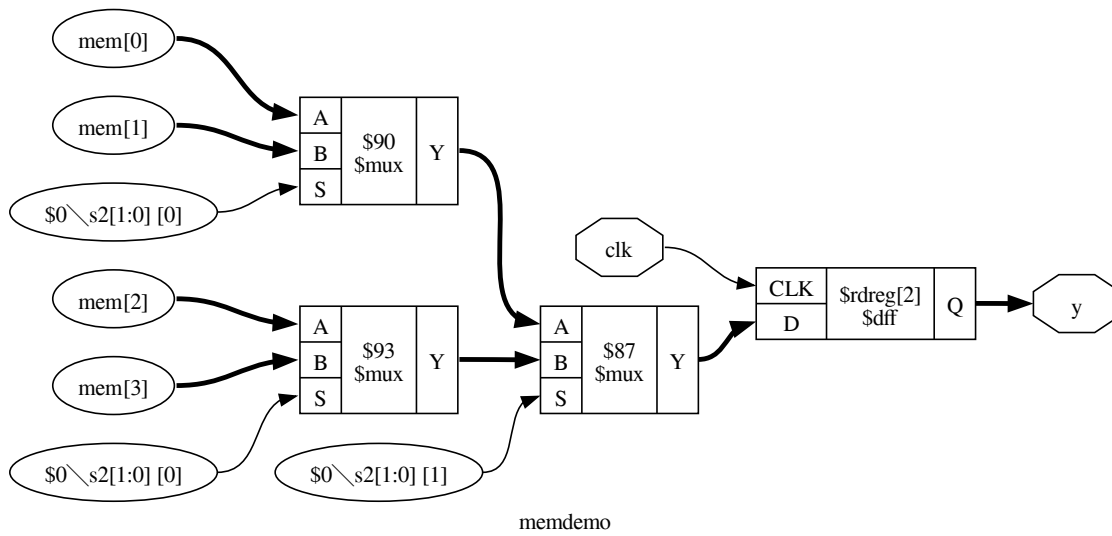 mem[0]
mem[1]
$0\s2[1:0] [0]
A
B
S
$90
$mux
Y
mem[2]
mem[3]
$0\s2[1:0] [0]
A
B
S
$93
$mux
Y
$0\s2[1:0] [1]
A
B
S
$87
$mux
Y
clk
CLK
D
$rdreg[2]
$dff
Q
y
memdemo